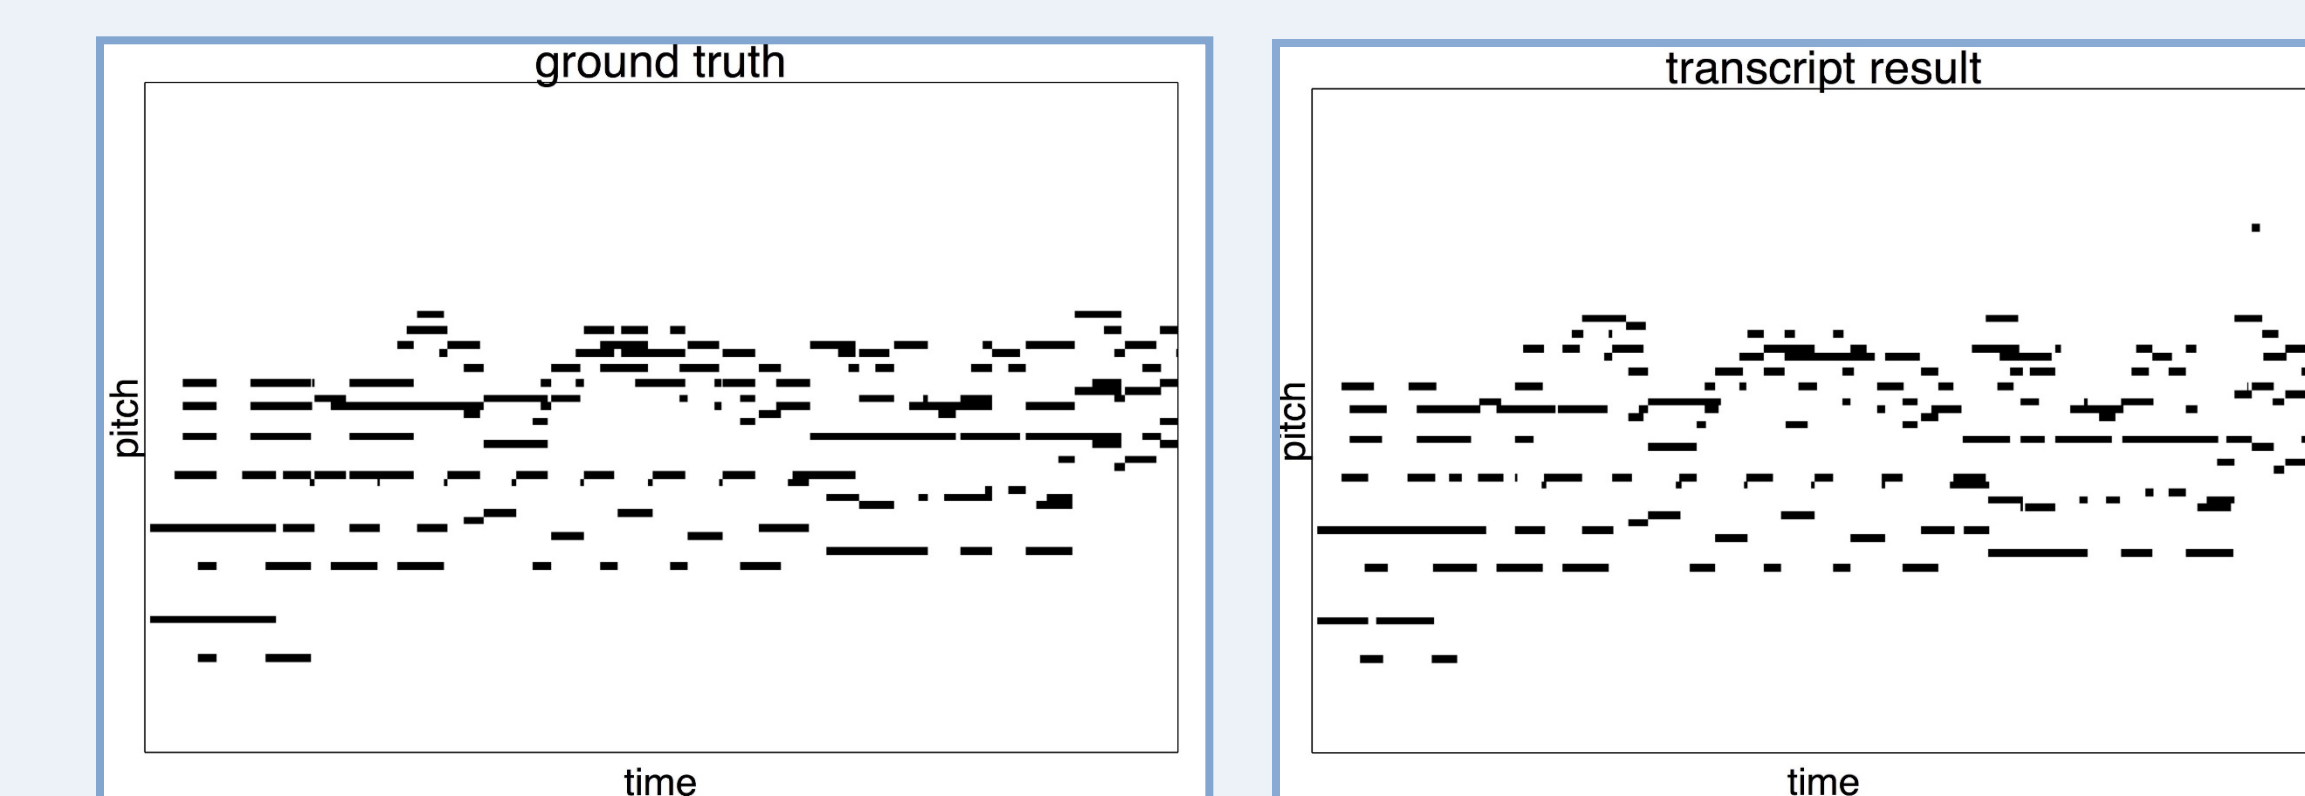 ground truth
pitch
time
transcript result
pitch
time